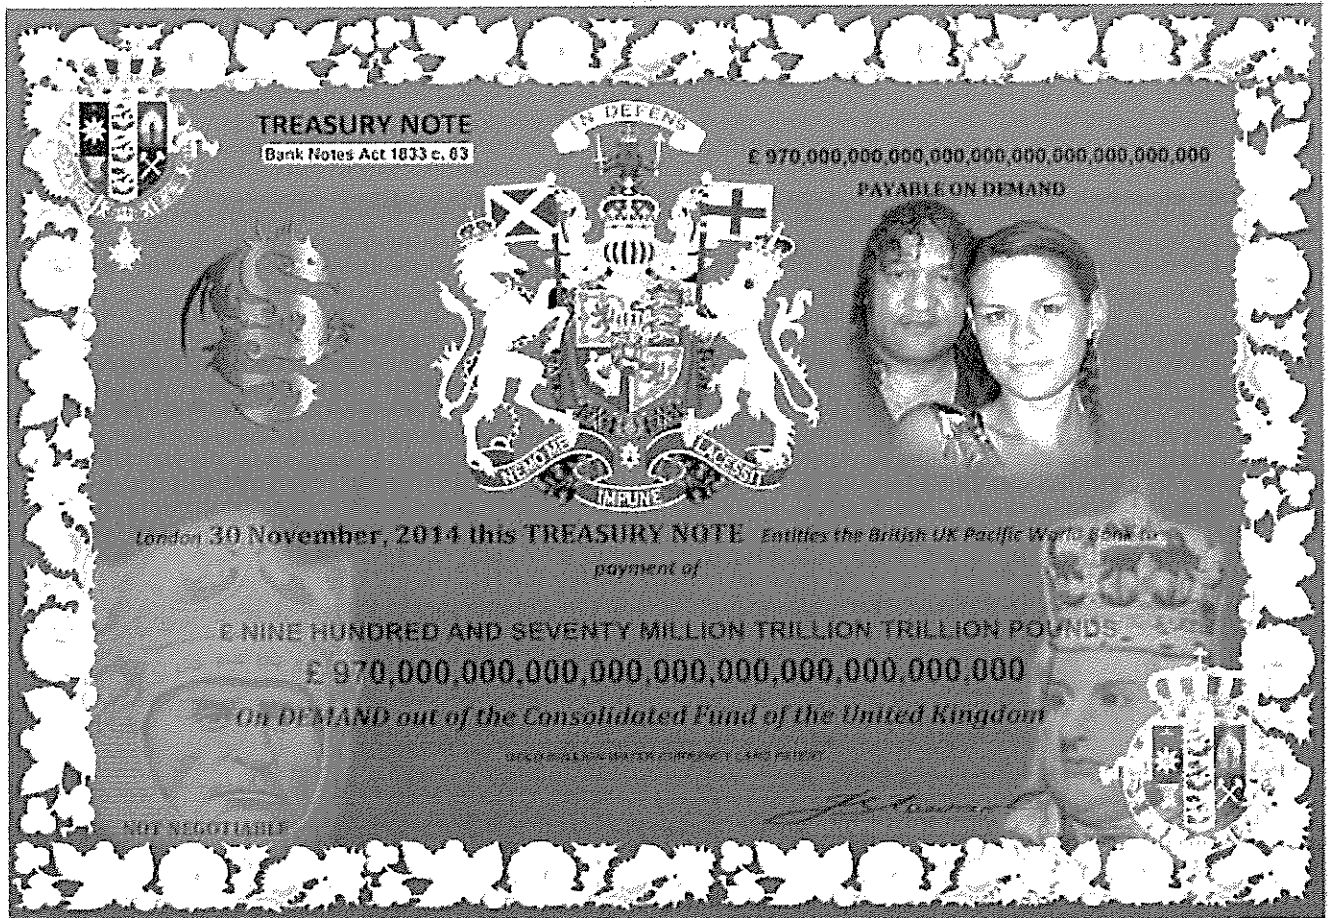 TREASURY NOTE
Bank Notes Act 1833 c. 83
IN DEFENS
£ 970,000,000,000,000,000,000,000,000,000,000
PAYABLE ON DEMAND
NEMO ME
IMPUNE
LACESSIT
London 30 November, 2014 this TREASURY NOTE Entitles the British UK Pacific World Bank to
payment of
£ NINE HUNDRED AND SEVENTY MILLION TRILLION TRILLION POUNDS
£ 970,000,000,000,000,000,000,000,000,000,000
On DEMAND out of the Consolidated Fund of the United Kingdom
NOT NEGOTIABLE